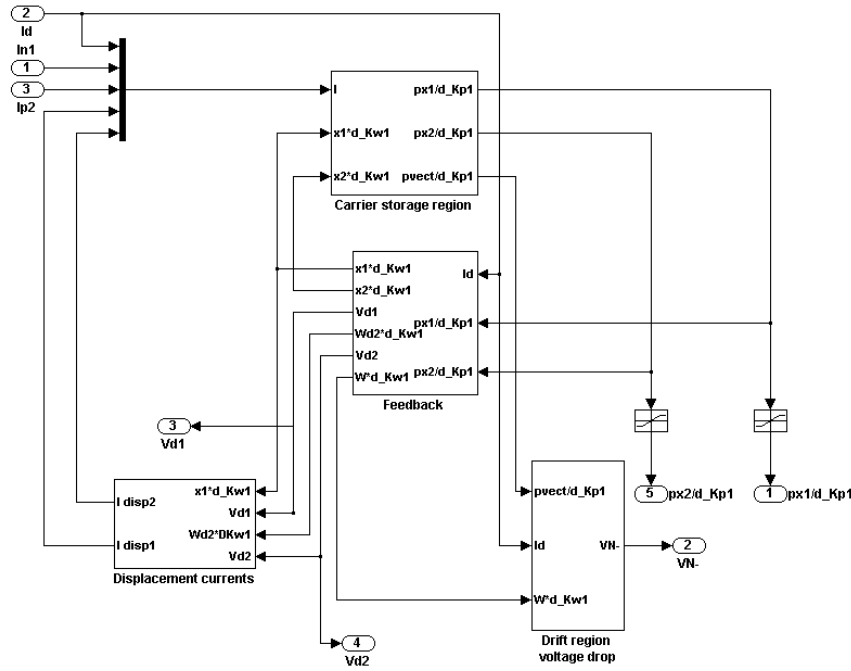 2
Id
In1
1
3
Ip2
I
x1*d_Kw1
x2*d_Kw1
px1/d_Kp1
px2/d_Kp1
pvect/d_Kp1
Carrier storage region
x1*d_Kw1
x2*d_Kw1
Vd1
Wd2*d_Kw1
Vd2
W*d_Kw1
Id
px1/d_Kp1
px2/d_Kp1
Feedback
3
Vd1
I disp2
I disp1
x1*d_Kw1
Vd1
Wd2*DKw1
Vd2
Displacement currents
pvect/d_Kp1
Id
W*d_Kw1
VN-
Drift region
voltage drop
5
px2/d_Kp1
1
px1/d_Kp1
2
VN-
4
Vd2